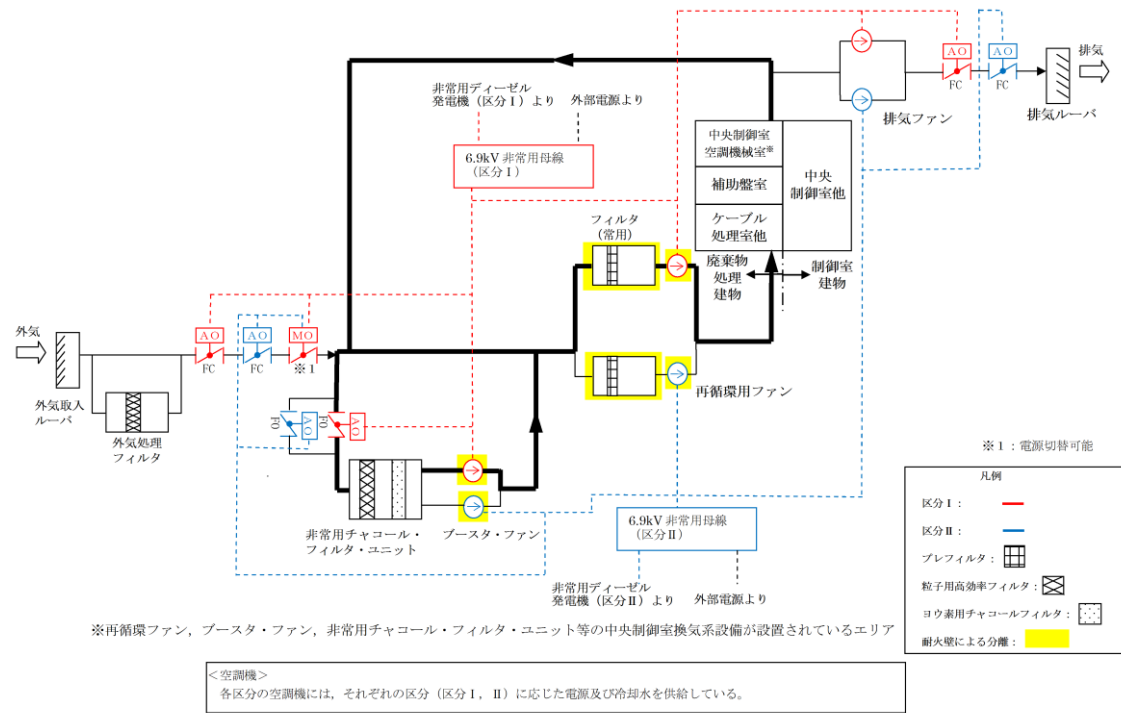 AO
AO
排気
FC
FC
排気ルーバ
排気ファン
非常用ディーゼル
発電機（区分Ⅰ）より
外部電源より
6.9kV 非常用母線
（区分Ⅰ）
中央制御室
空調機械室※
補助盤室
ケーブル
処理室他
中央
制御室他
フィルタ
（常用）
廃棄物
処理
建物
制御室
建物
外気
AO
AO
MO
FC
FC
※１
外気取入
ルーバ
外気処理
フィルタ
FO
AO
FO
AO
再循環用ファン
非常用チャコール・
フィルタ・ユニット
ブースタ・ファン
6.9kV 非常用母線
（区分Ⅱ）
非常用ディーゼル
発電機（区分Ⅱ）より
外部電源より
※１：電源切替可能
凡例
区分Ⅰ：
区分Ⅱ：
プレフィルタ：
粒子用高効率フィルタ：
ヨウ素用チャコールフィルタ：
耐火壁による分離：
※再循環ファン，ブースタ・ファン，非常用チャコール・フィルタ・ユニット等の中央制御室換気系設備が設置されているエリア
＜空調機＞
各区分の空調機には，それぞれの区分（区分Ⅰ，Ⅱ）に応じた電源及び冷却水を供給している。